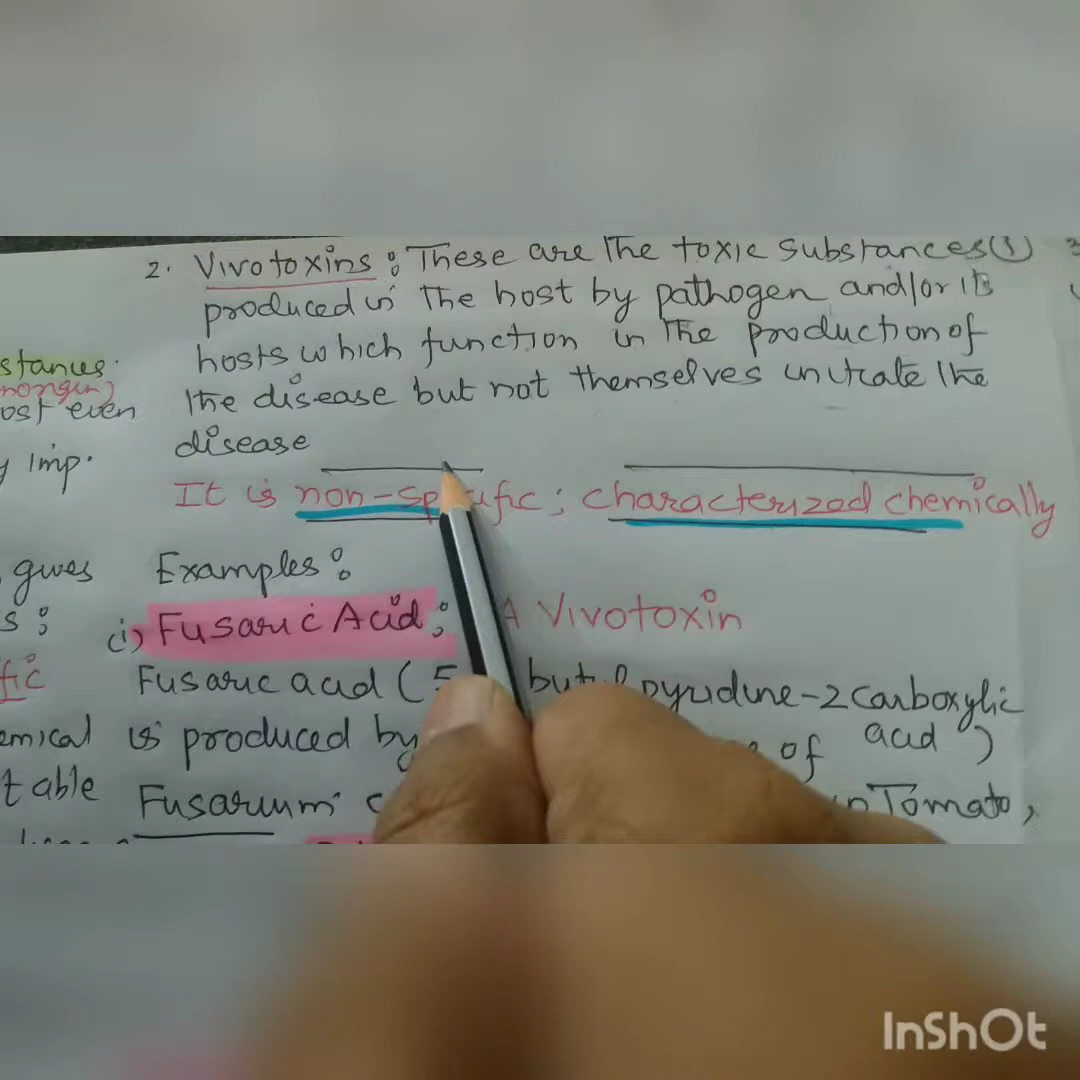 2. Vivotoxins : These are the toxic substances ①
produced in the host by pathogen and/or its
hosts which function in the production of
the disease but not themselves initiate the
disease
It is non-specific; characterized chemically
Examples :
(i) Fusaric Acid : A Vivotoxin
Fusaric acid ( 5 butyl pyridine-2 carboxylic
acid )
is produced by of
Fusarium in Tomato,
stances.
ost even
y imp.
gives
s :
fic
emical
table
InShOt